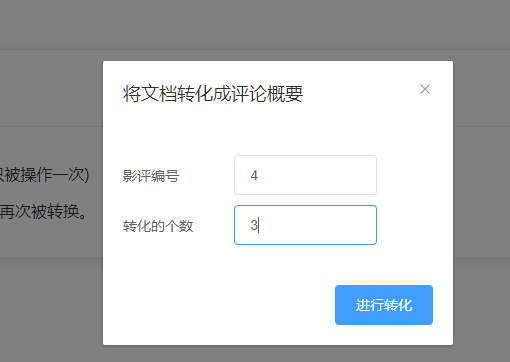 将文档转化成评论概要
被操作一次)
影评编号
4
再次被转换。
转化的个数
3
进行转化